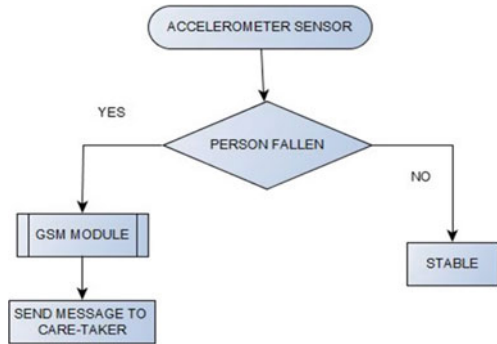 ACCELEROMETER SENSOR
YES
PERSON FALLEN
NO
GSM MODULE
STABLE
SEND MESSAGE TO
CARE-TAKER